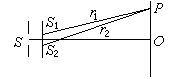 S₁ r₁ P
S r₂ O
S₂